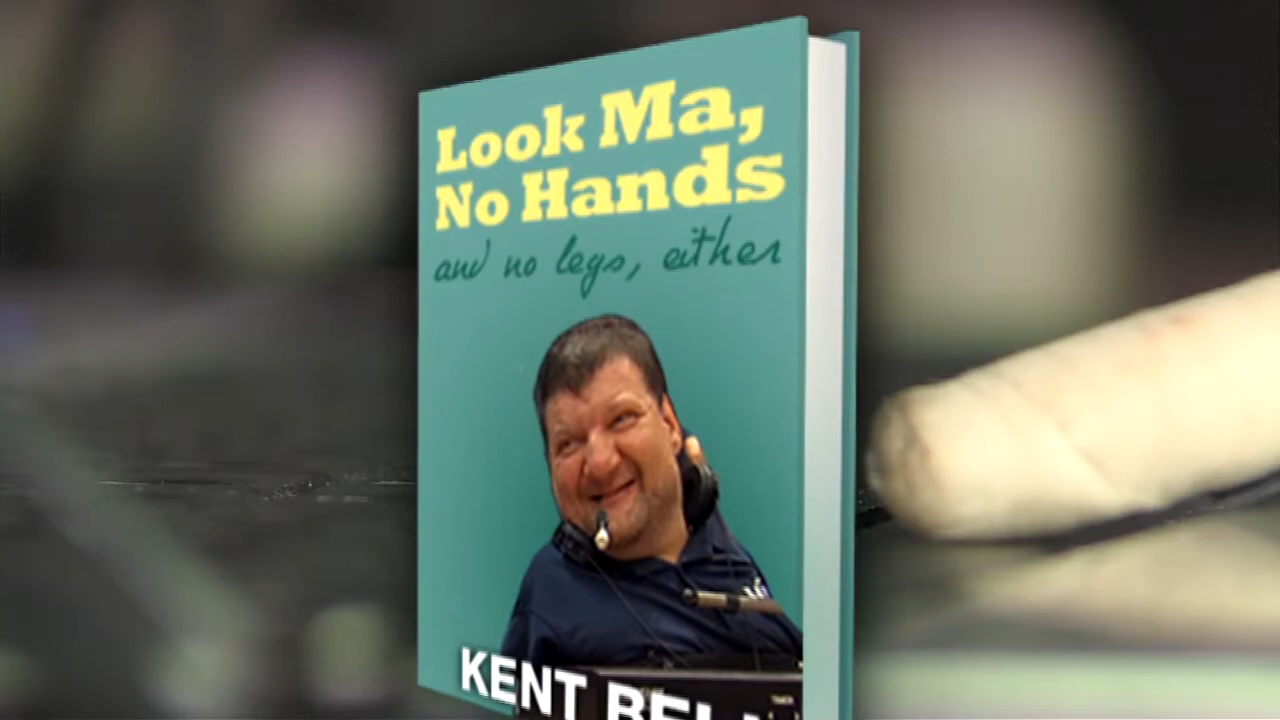 Look Ma,
No Hands
and no legs, either
KENT